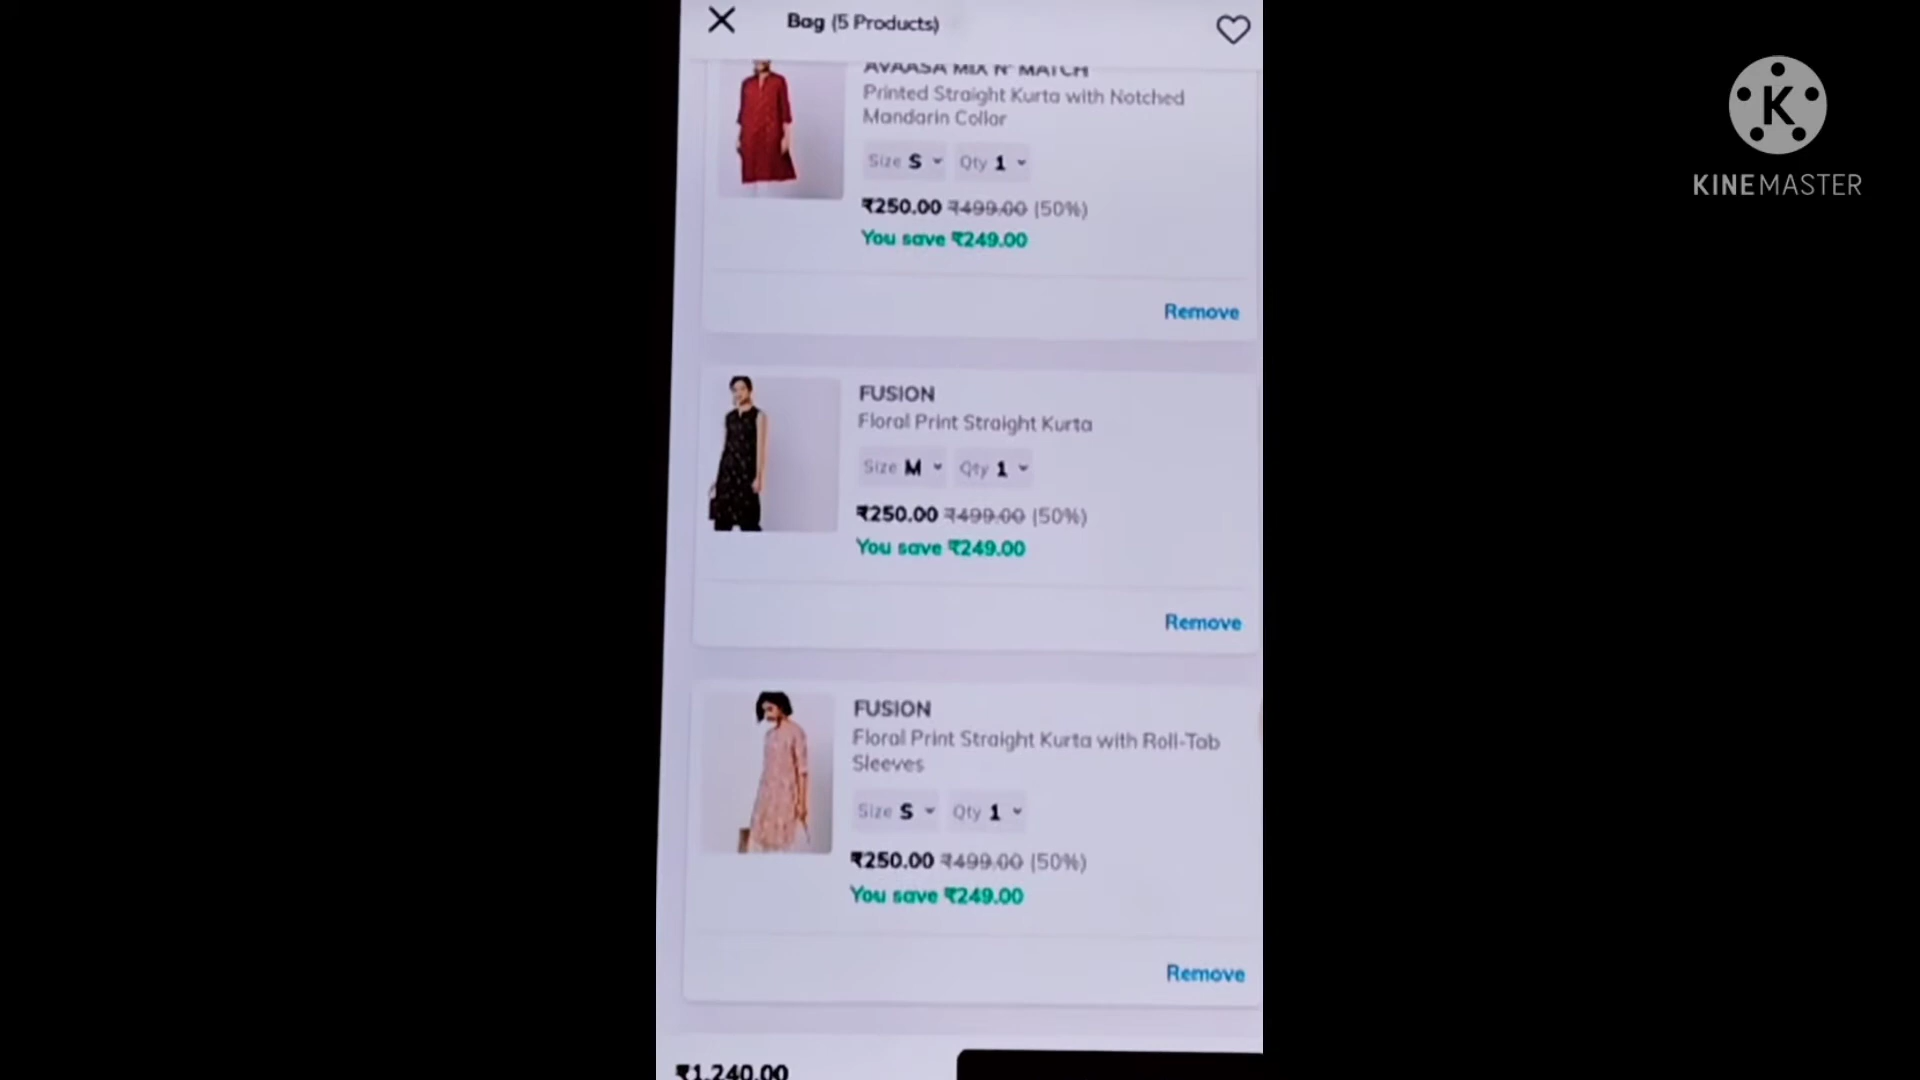 Bag (5 Products)
AVAASA MIX N' MATCH
Printed Straight Kurta with Notched
Mandarin Collar
Size S Qty 1
₹250.00 ₹499.00 (50%)
You save ₹249.00
Remove
FUSION
Floral Print Straight Kurta
Size M Qty 1
₹250.00 ₹499.00 (50%)
You save ₹249.00
Remove
FUSION
Floral Print Straight Kurta with Roll-Tab
Sleeves
Size S Qty 1
₹250.00 ₹499.00 (50%)
You save ₹249.00
Remove
₹1,240.00
K
KINEMASTER